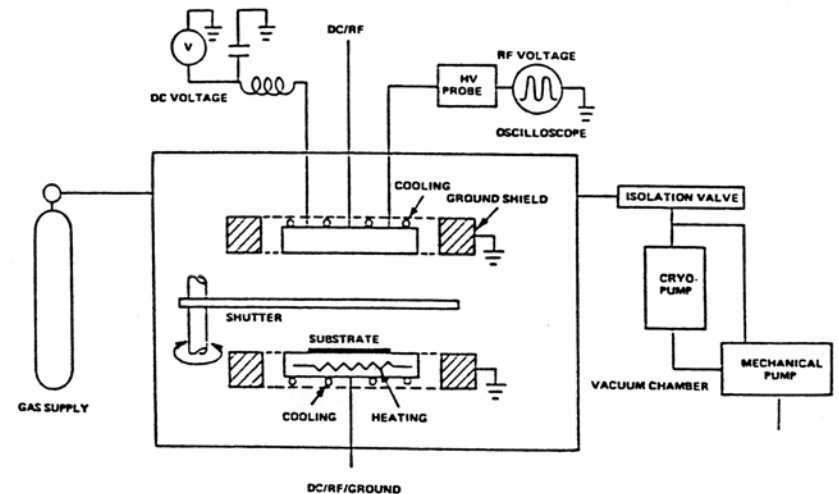 DC/RF
V
RF VOLTAGE
HV
PROBE
DC VOLTAGE
OSCILLOSCOPE
COOLING
GROUND SHIELD
ISOLATION VALVE
CRYO-
PUMP
SHUTTER
SUBSTRATE
MECHANICAL
PUMP
VACUUM CHAMBER
GAS SUPPLY
COOLING
HEATING
DC/RF/GROUND